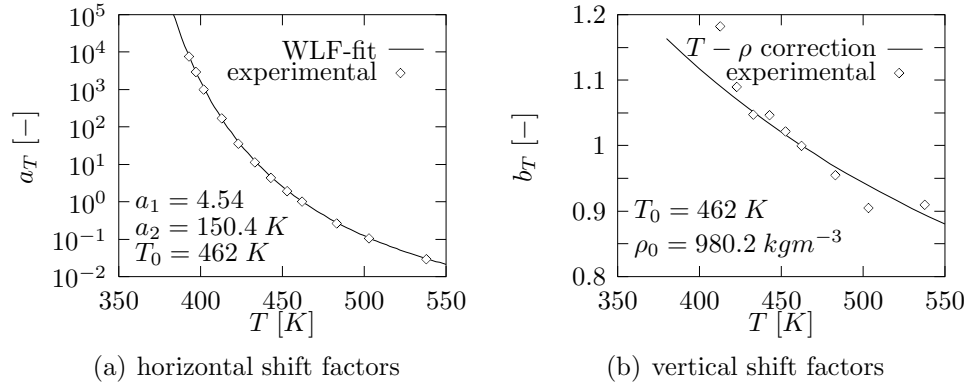 10^5
10^4
10^3
10^2
10^1
10^0
10^-1
10^-2
a_T [−]
WLF-fit
experimental
a_1 = 4.54
a_2 = 150.4 K
T_0 = 462 K
350 400 450 500 550
T [K]
(a) horizontal shift factors
1.2
1.1
1
0.9
0.8
b_T [−]
T − ρ correction
experimental
T_0 = 462 K
ρ_0 = 980.2 kgm^−3
350 400 450 500 550
T [K]
(b) vertical shift factors